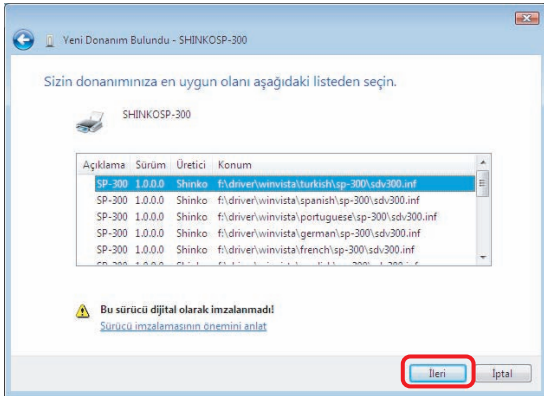 Yeni Donanım Bulundu - SHINKOSP-300
Sizin donanımınıza en uygun olanı aşağıdaki listeden seçin.
SHINKOSP-300
Açıklama Sürüm Üretici Konum
SP-300 1.0.0.0 Shinko f:\driver\winvista\turkish\sp-300\sdv300.inf
SP-300 1.0.0.0 Shinko f:\driver\winvista\spanish\sp-300\sdv300.inf
SP-300 1.0.0.0 Shinko f:\driver\winvista\portuguese\sp-300\sdv300.inf
SP-300 1.0.0.0 Shinko f:\driver\winvista\german\sp-300\sdv300.inf
SP-300 1.0.0.0 Shinko f:\driver\winvista\french\sp-300\sdv300.inf
Bu sürücü dijital olarak imzalanmadı!
Sürücü imzalamasının önemini anlat
İleri
İptal